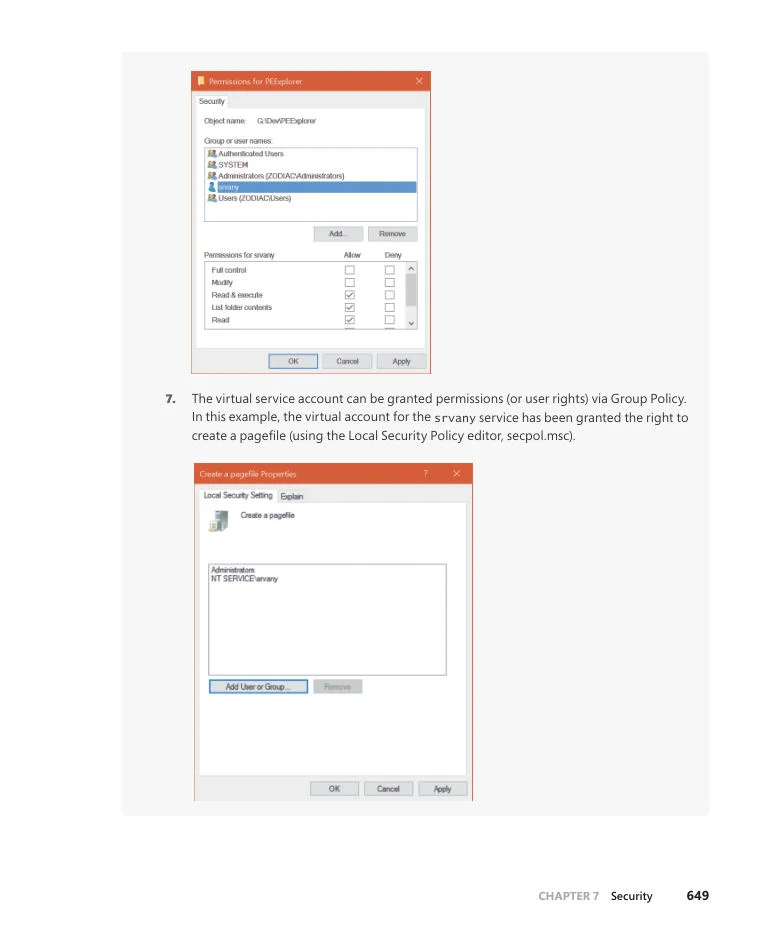 Permissions for PEExplorer
Security
Object name: G:\Dev\PEExplorer
Group or user names:
Authenticated Users
SYSTEM
Administrators (ZODIAC\Administrators)
srvany
Users (ZODIAC\Users)
Add... Remove
Permissions for srvany Allow Deny
Full control
Modify
Read & execute
List folder contents
Read
OK Cancel Apply
7. The virtual service account can be granted permissions (or user rights) via Group Policy.
In this example, the virtual account for the srvany service has been granted the right to
create a pagefile (using the Local Security Policy editor, secpol.msc).
Create a pagefile Properties ?
Local Security Setting Explain
Create a pagefile
Administrators
NT SERVICE\srvany
Add User or Group... Remove
OK Cancel Apply
CHAPTER 7 Security 649